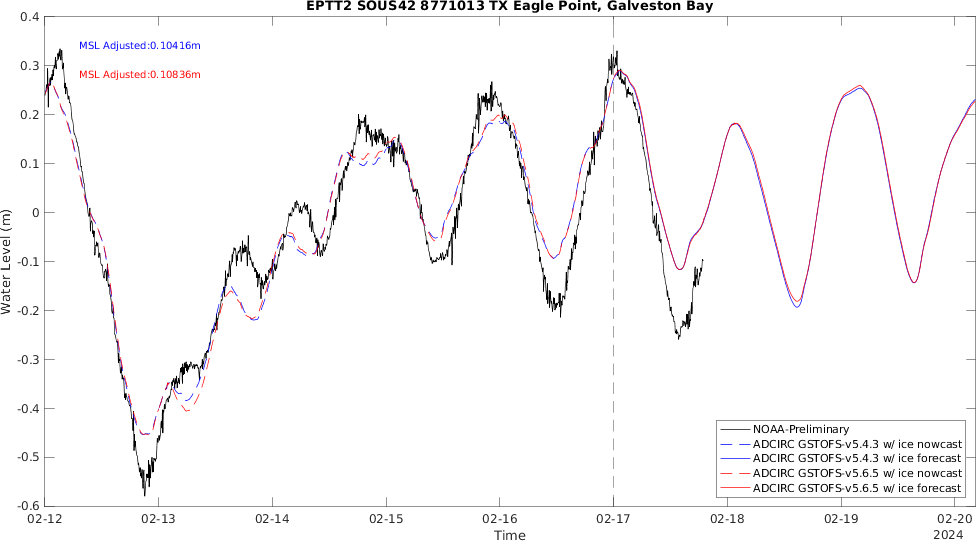 EPTT2 SOUS42 8771013 TX Eagle Point, Galveston Bay
0.4
MSL Adjusted:0.10416m
0.3
MSL Adjusted:0.10836m
0.2
0.1
0
Water Level (m)
-0.1
-0.2
-0.3
-0.4
NOAA-Preliminary
ADCIRC GSTOFS-v5.4.3 w/ ice nowcast
-0.5
ADCIRC GSTOFS-v5.4.3 w/ ice forecast
ADCIRC GSTOFS-v5.6.5 w/ ice nowcast
ADCIRC GSTOFS-v5.6.5 w/ ice forecast
-0.6
02-12 02-13 02-14 02-15 02-16 02-17 02-18 02-19 02-20
Time 2024